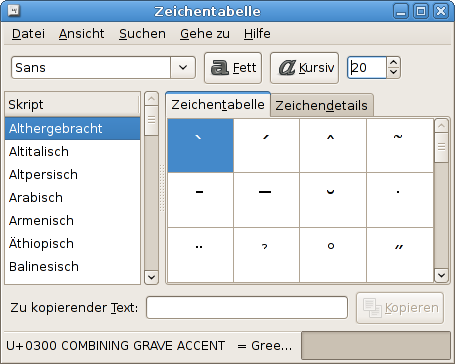 Zeichentabelle
Datei Ansicht Suchen Gehe zu Hilfe
Sans Fett Kursiv 20
Skript Zeichentabelle Zeichendetails
Althergebracht
Altitalisch
Altpersisch
Arabisch
Armenisch
Äthiopisch
Balinesisch
Zu kopierender Text: Kopieren
U+0300 COMBINING GRAVE ACCENT = Gree...